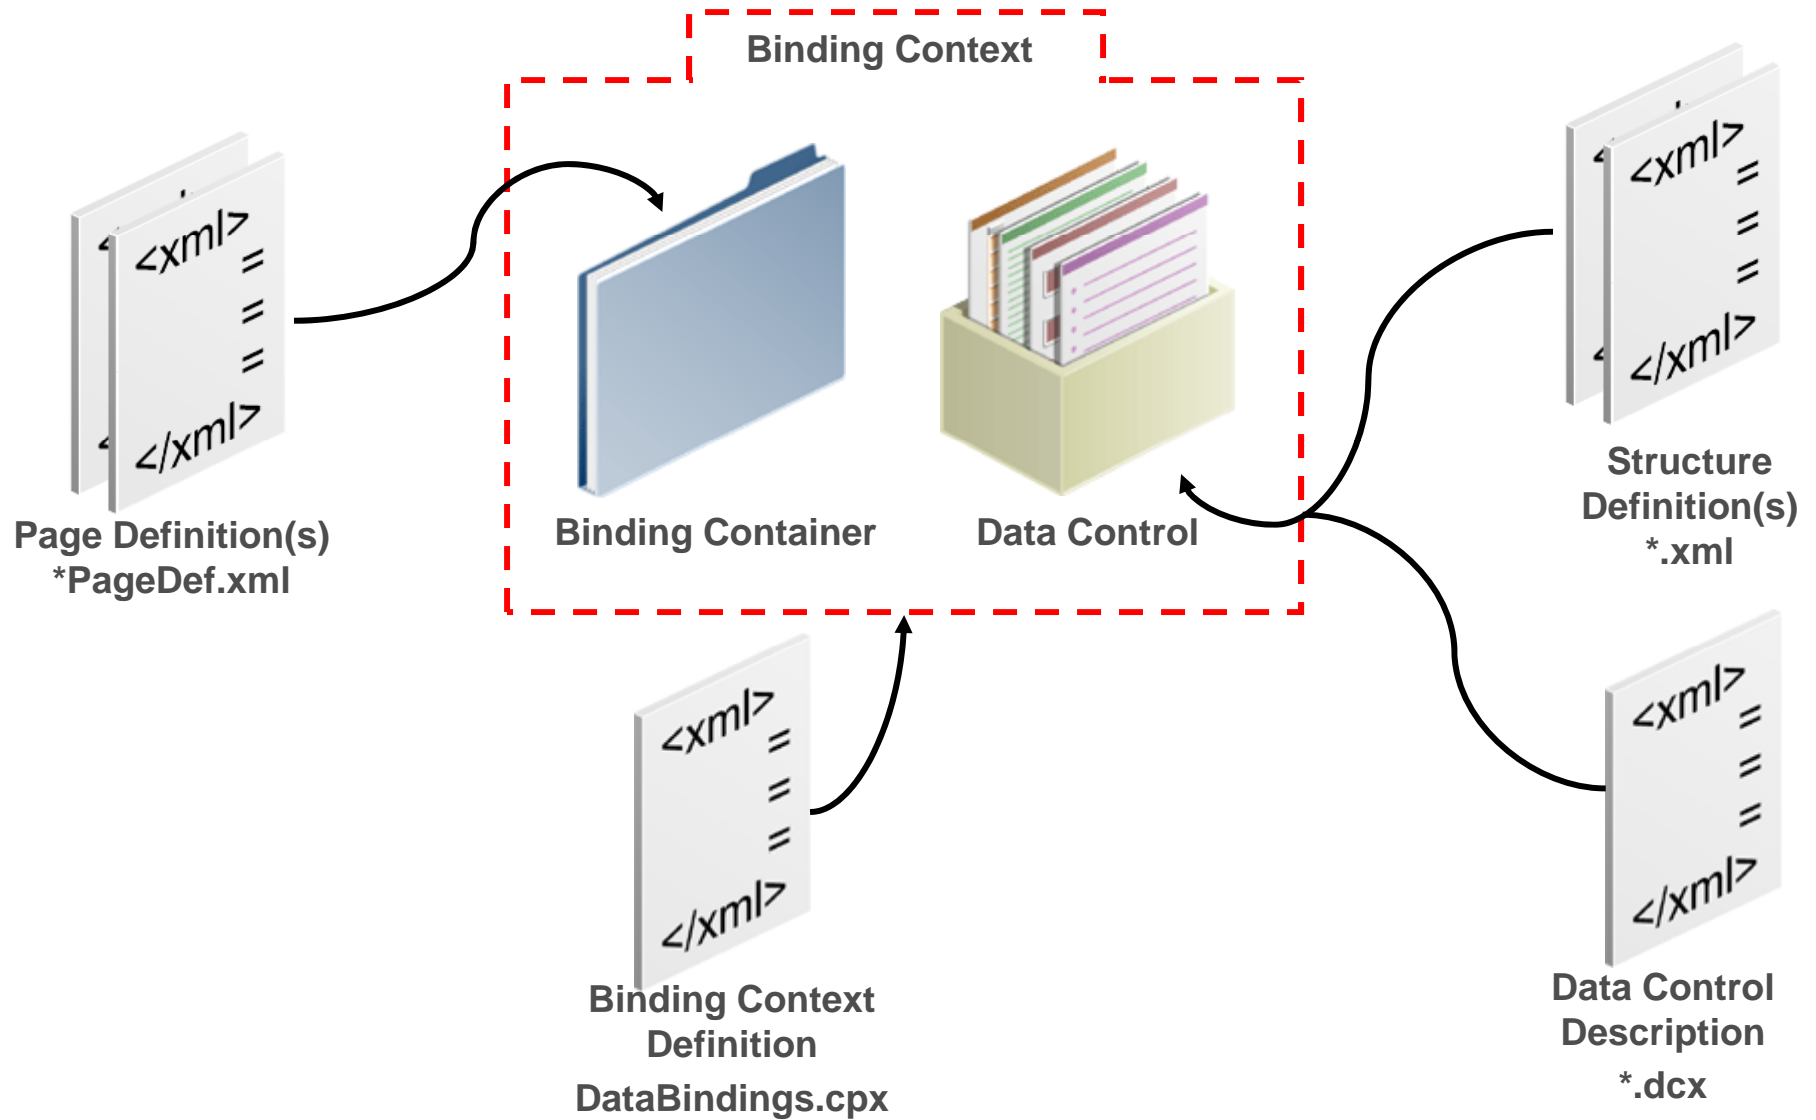 Binding Context
<xml>
=
=
=
</xml>
Page Definition(s)
*PageDef.xml
Binding Container
Data Control
<xml>
=
=
=
</xml>
Structure
Definition(s)
*.xml
<xml>
=
=
=
</xml>
Binding Context
Definition
DataBindings.cpx
<xml>
=
=
=
</xml>
Data Control
Description
*.dcx